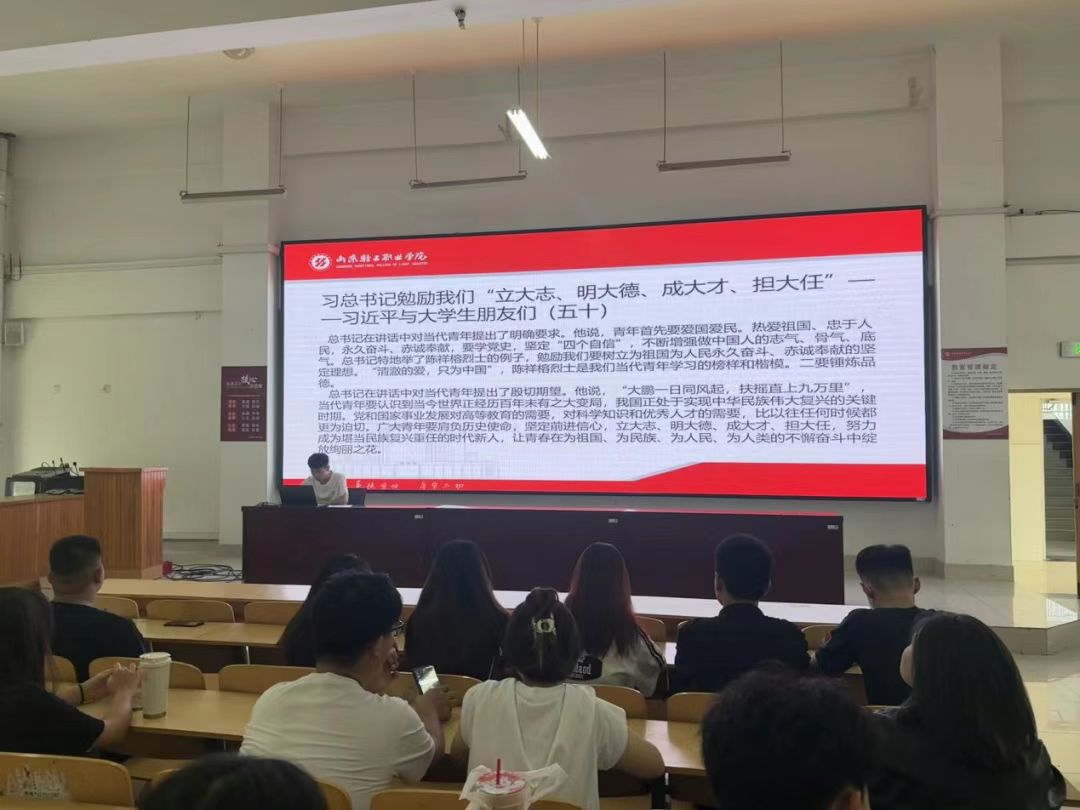 山东轻工职业学院
SHANDONG VOCATIONAL COLLEGE OF LIGHT INDUSTRY
习总书记勉励我们“立大志、明大德、成大才、担大任”—
—习近平与大学生朋友们（五十）
总书记在讲话中对当代青年提出了明确要求。他说，青年首先要爱国爱民。热爱祖国、忠于人
民，永久奋斗、赤诚奉献，要学党史，坚定“四个自信”，不断增强做中国人的志气、骨气、底
气。总书记特地举了陈祥榕烈士的例子，勉励我们要树立为祖国为人民永久奋斗、赤诚奉献的坚
定理想。“清澈的爱，只为中国”，陈祥榕烈士是我们当代青年学习的榜样和楷模。二要锤炼品
德。
总书记在讲话中对当代青年提出了殷切期望。他说，“大鹏一日同风起，扶摇直上九万里”，
当代青年要认识到当今世界正经历百年未有之大变局，我国正处于实现中华民族伟大复兴的关键
时期。党和国家事业发展对高等教育的需要，对科学知识和优秀人才的需要，比以往任何时候都
更为迫切。广大青年要肩负历史使命，坚定前进信心，立大志、明大德、成大才、担大任，努力
成为堪当民族复兴重任的时代新人，让青春在为祖国、为民族、为人民、为人类的不懈奋斗中绽
放绚丽之花。
教室管理规定